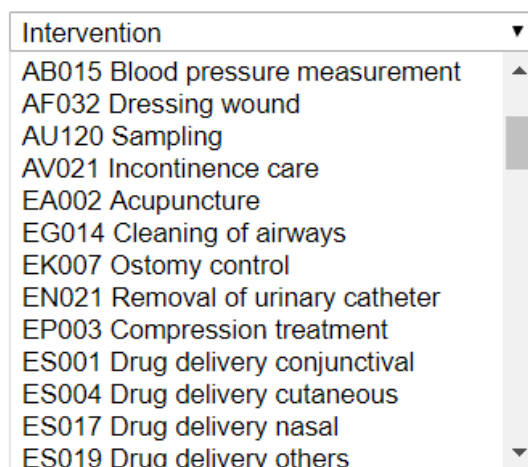 Intervention
AB015 Blood pressure measurement
AF032 Dressing wound
AU120 Sampling
AV021 Incontinence care
EA002 Acupuncture
EG014 Cleaning of airways
EK007 Ostomy control
EN021 Removal of urinary catheter
EP003 Compression treatment
ES001 Drug delivery conjunctival
ES004 Drug delivery cutaneous
ES017 Drug delivery nasal
ES019 Drug delivery others